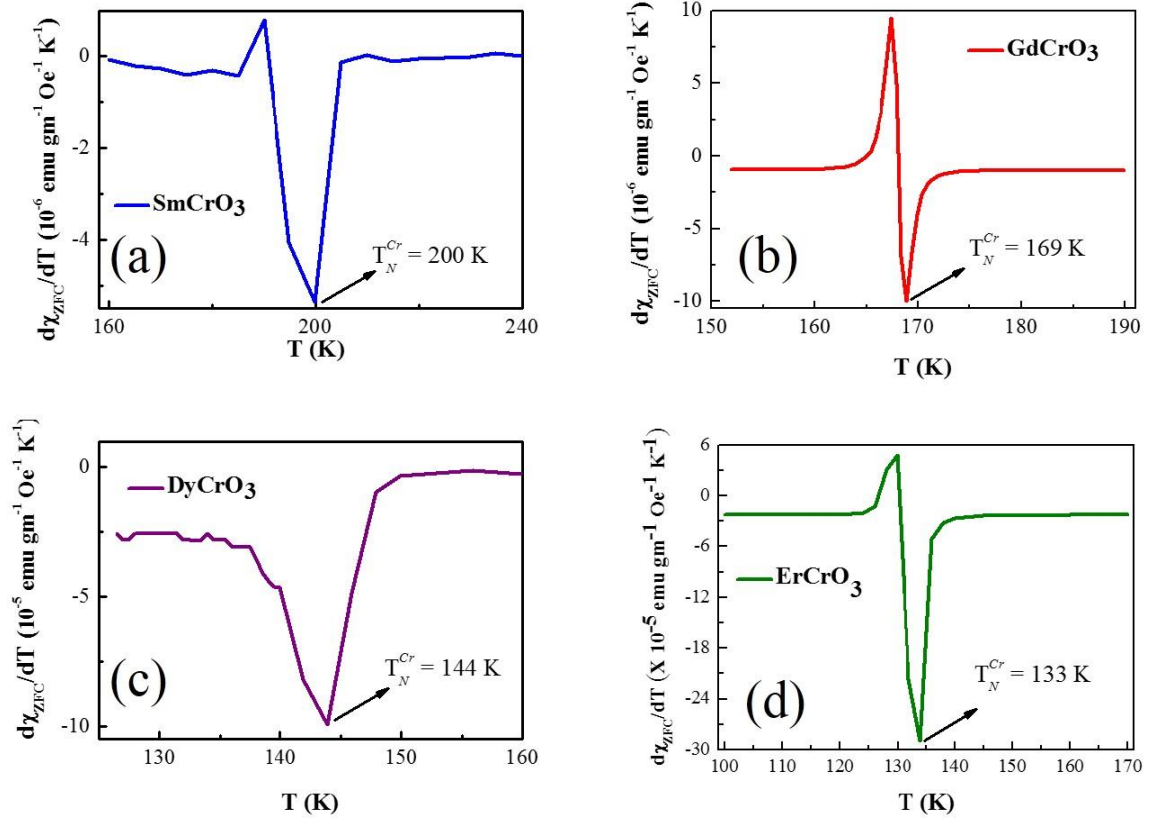 0
-2
-4
160
200
240
dχZFC/dT (10-6 emu gm-1 Oe-1 K-1)
T (K)
SmCrO3
(a)
TNCr = 200 K
10
5
0
-5
-10
150
160
170
180
190
dχZFC/dT (10-6 emu gm-1 Oe-1 K-1)
T (K)
GdCrO3
(b)
TNCr = 169 K
0
-5
-10
130
140
150
160
dχZFC/dT (10-5 emu gm-1 Oe-1 K-1]
T (K)
DyCrO3
(c)
TNCr = 144 K
6
0
-6
-12
-18
-24
-30
100
110
120
130
140
150
160
170
dχZFC/dT (X 10-5 emu gm-1 Oe-1 K-1)
T (K)
ErCrO3
(d)
TNCr = 133 K